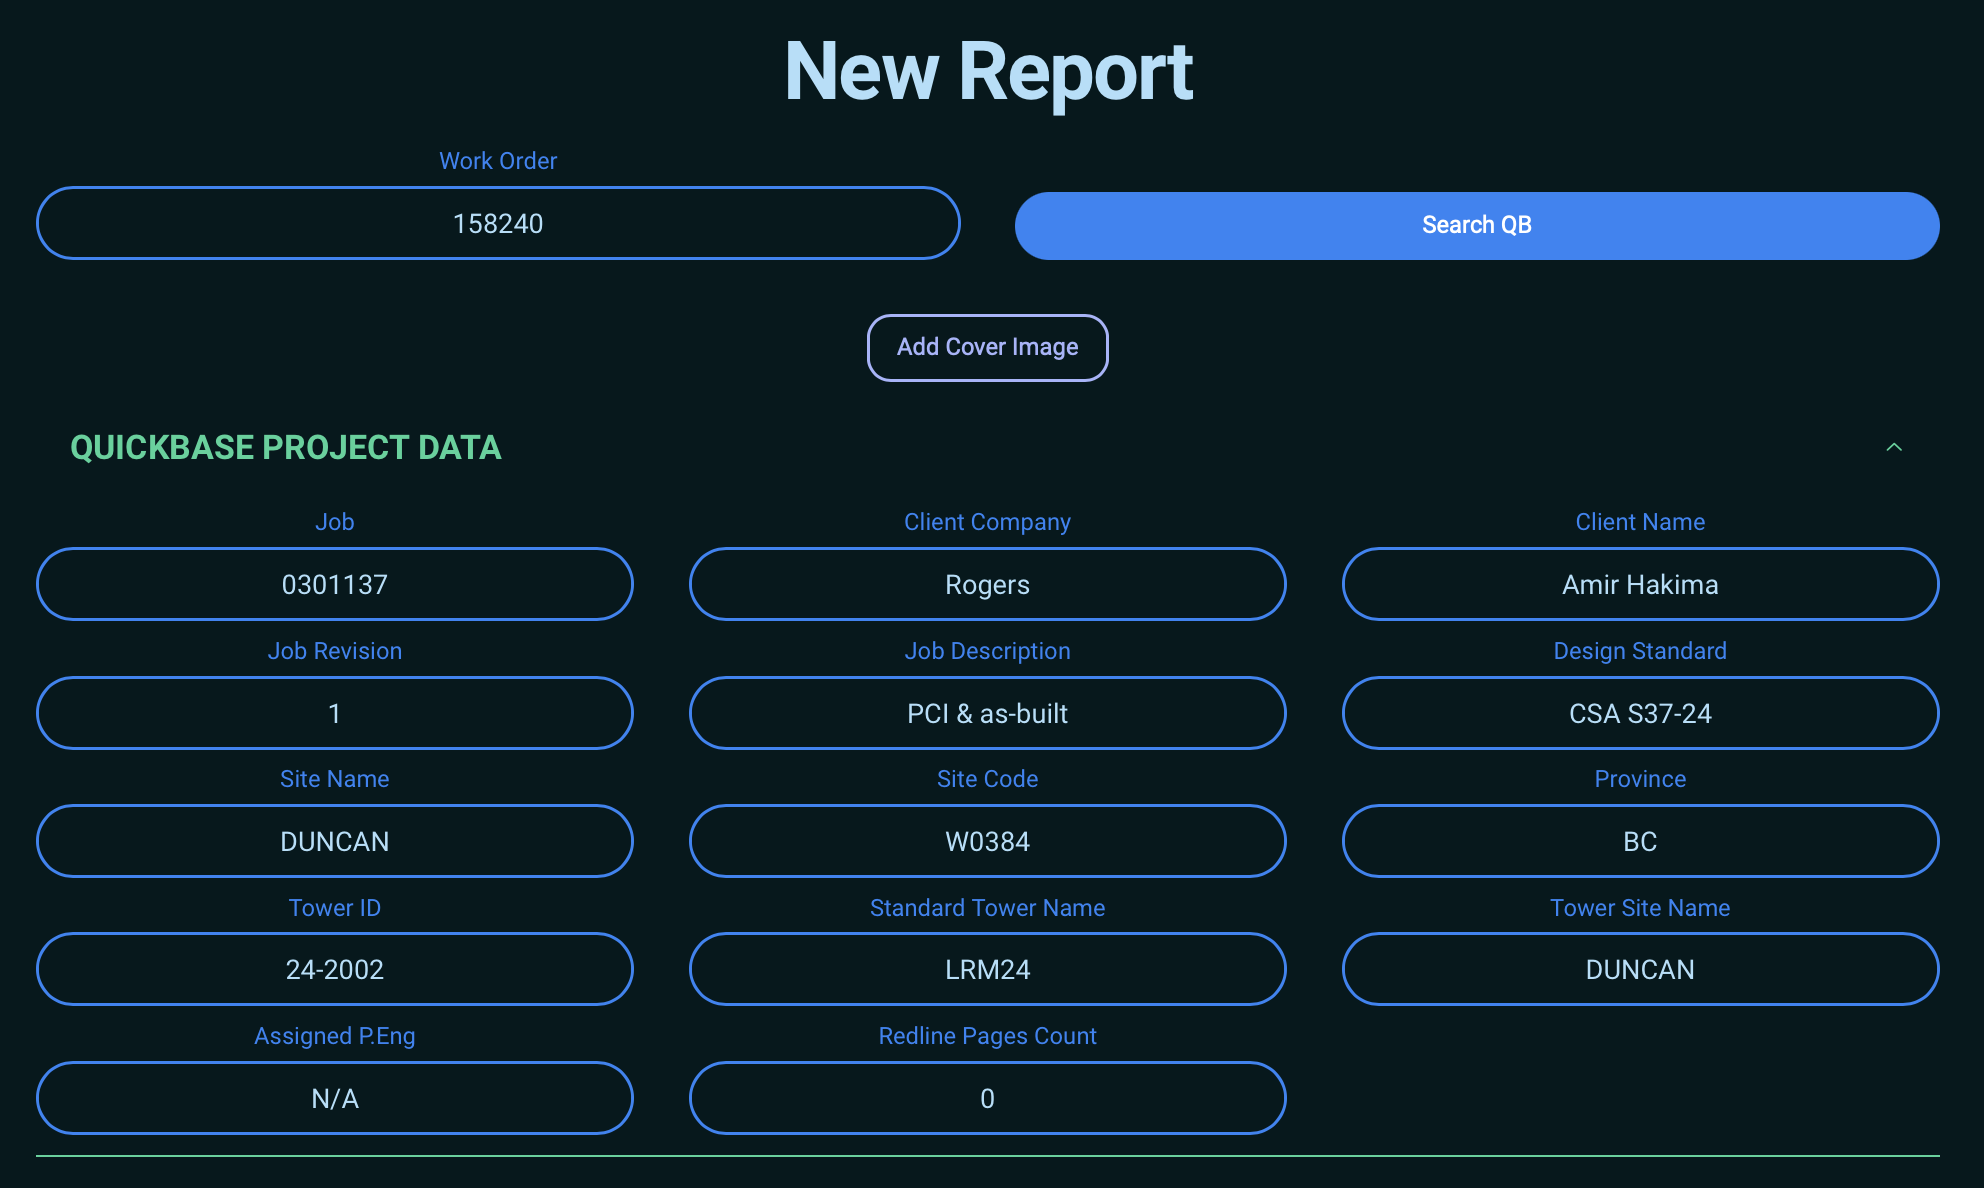 New Report
Work Order
158240
Search QB
Add Cover Image
QUICKBASE PROJECT DATA
Job
Client Company
Client Name
0301137
Rogers
Amir Hakima
Job Revision
Job Description
Design Standard
1
PCI & as-built
CSA S37-24
Site Name
Site Code
Province
DUNCAN
W0384
BC
Tower ID
Standard Tower Name
Tower Site Name
24-2002
LRM24
DUNCAN
Assigned P.Eng
Redline Pages Count
N/A
0